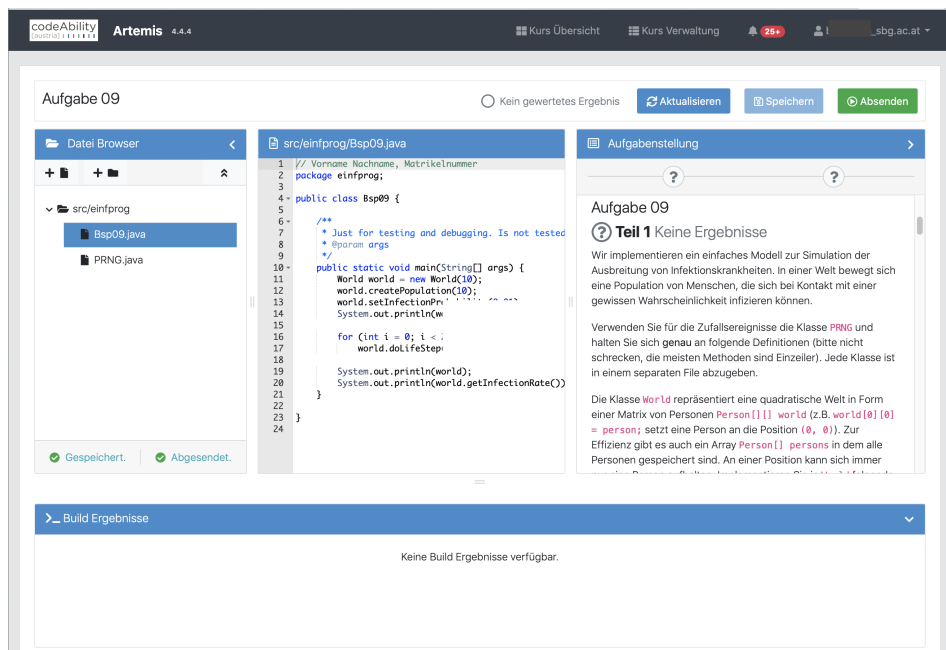 codeAbility
[austria]
Artemis 4.4.4
Kurs Übersicht
Kurs Verwaltung
25+
_sbg.ac.at
Aufgabe 09
Kein gewertetes Ergebnis
Aktualisieren
Speichern
Absenden
Datei Browser
src/einfprog
Bsp09.java
PRNG.java
Gespeichert.
Abgesendet.
src/einfprog/Bsp09.java
1 // Vorname Nachname, Matrikelnummer
2 package einfprog;
3
4 public class Bsp09 {
5
6 /**
7 * Just for testing and debugging. Is not tested
8 * @param args
9 */
10 public static void main(String[] args) {
11 World world = new World(10);
12 world.createPopulation(10);
13 world.setInfectionPr
14 System.out.println(w
15
16 for (int i = 0; i <
17 world.doLifeStep
18
19 System.out.println(world);
20 System.out.println(world.getInfectionRate())
21 }
22
23 }
24
Aufgabenstellung
? ?
Aufgabe 09
? Teil 1 Keine Ergebnisse
Wir implementieren ein einfaches Modell zur Simulation der
Ausbreitung von Infektionskrankheiten. In einer Welt bewegt sich
eine Population von Menschen, die sich bei Kontakt mit einer
gewissen Wahrscheinlichkeit infizieren können.
Verwenden Sie für die Zufallsereignisse die Klasse PRNG und
halten Sie sich genau an folgende Definitionen (bitte nicht
schrecken, die meisten Methoden sind Einzeiler). Jede Klasse ist
in einem separaten File abzugeben.
Die Klasse World repräsentiert eine quadratische Welt in Form
einer Matrix von Personen Person[][] world (z.B. world[0][0]
= person; setzt eine Person an die Position (0, 0)). Zur
Effizienz gibt es auch ein Array Person[] persons in dem alle
Personen gespeichert sind. An einer Position kann sich immer
Build Ergebnisse
Keine Build Ergebnisse verfügbar.